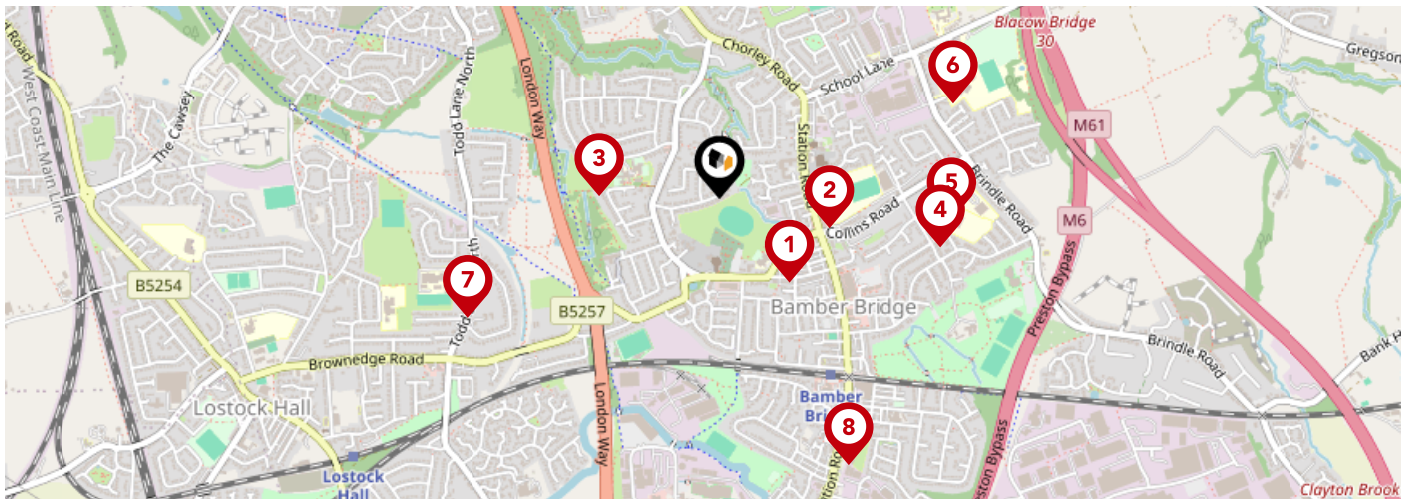 Road
West Coast Main Line
The Cawsey
Todd Lane North
London Way
Chorley Road
School Lane
Blacow Bridge
30
Gregson
M61
6
3
2
Station Road
5
4
Collins Road
Brindle Road
M6
1
7
B5254
B5257
Bamber Bridge
Preston Bypass
Todd
th
Brownedge Road
Lostock Hall
London Way
Bamber
Bri
8
Brindle Road
Bank H
Lostock
Hall
Preston Bypass
Clayton Brook